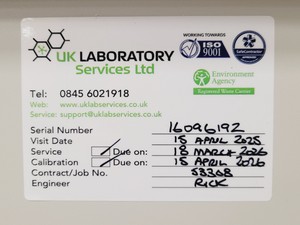 WORKING TOWARDS
UK LABORATORY
Services Ltd
ISO
9001
SafeContractor
Environment
Agency
Registered Waste Carrier
Tel: 0845 6021918
Web: www.uklabservices.co.uk
Service: support@uklabservices.co.uk
Serial Number 16096192
Visit Date 15 APRIL 2025
Service Due on: 18 MARCH 2026
Calibration Due on: 15 APRIL 2026
Contract/Job No. 53308
Engineer RICK